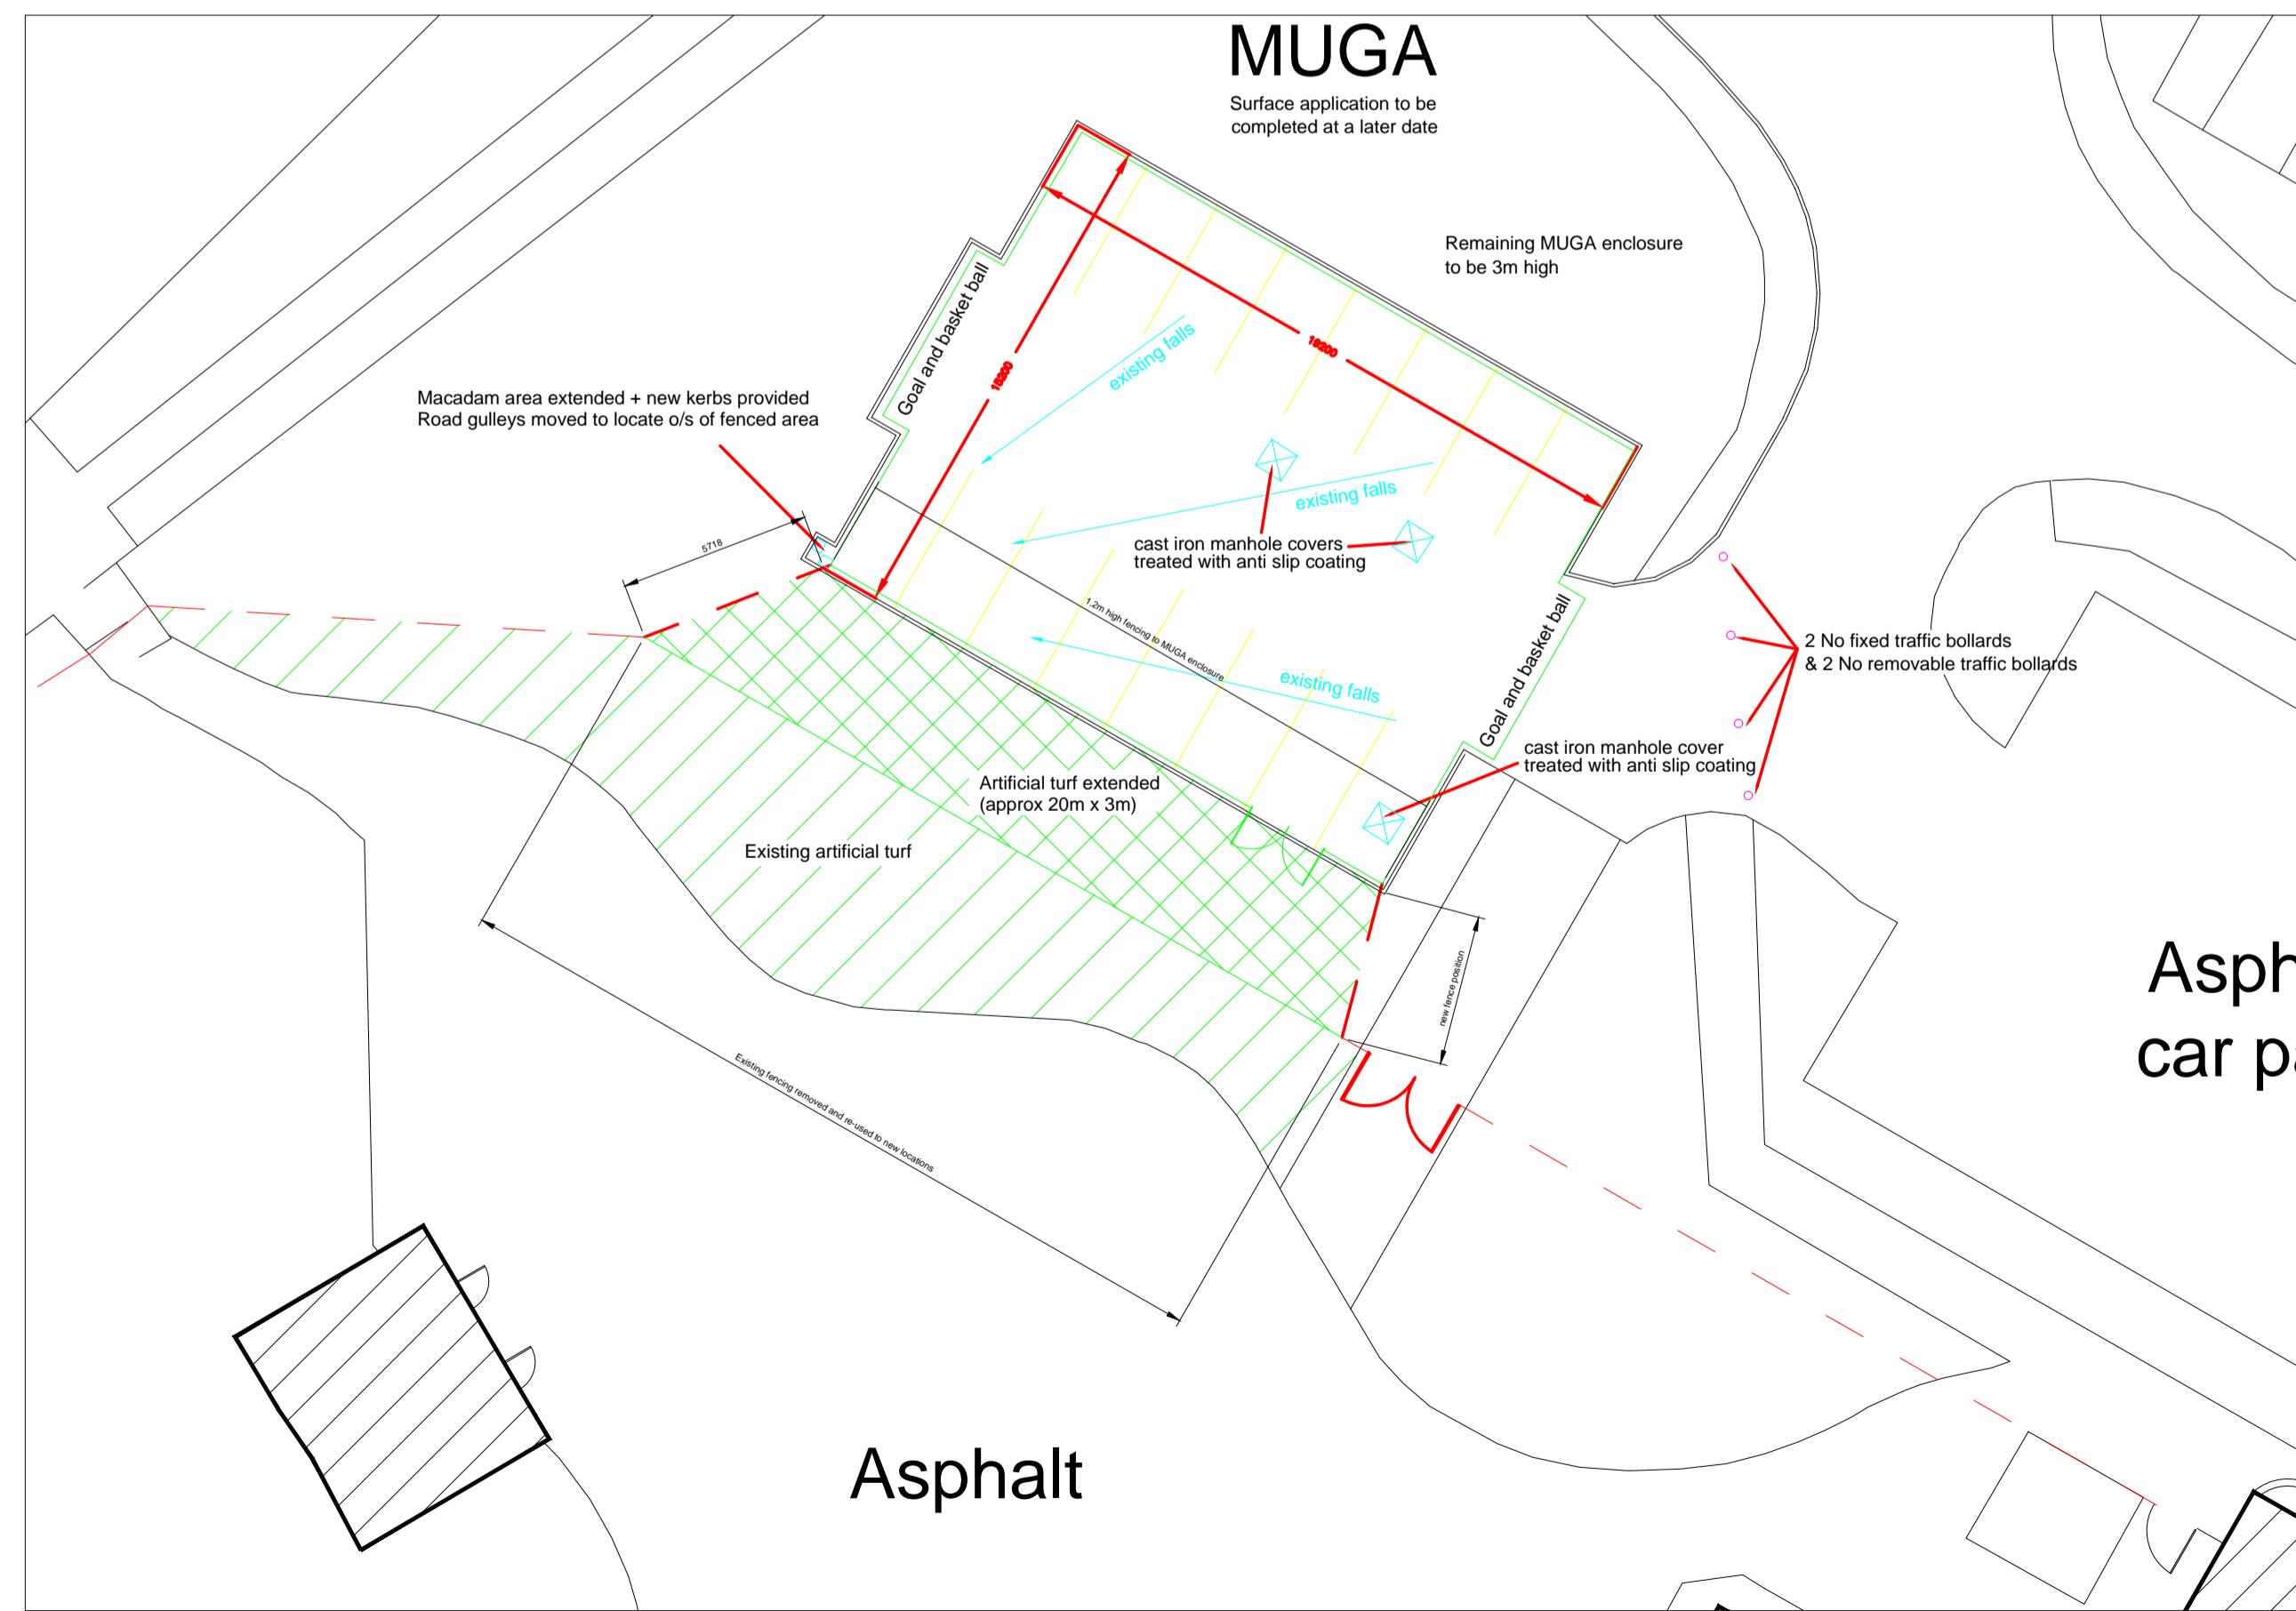 MUGA
Surface application to be
completed at a later date
Remaining MUGA enclosure
to be 3m high
Goal and basket ball
existing falls
19200
15200
Macadam area extended + new kerbs provided
Road gulleys moved to locate o/s of fenced area
existing falls
cast iron manhole covers
treated with anti slip coating
5718
1.2m high fencing to MUGA enclosure
existing falls
Goal and basket ball
2 No fixed traffic bollards
& 2 No removable traffic bollards
cast iron manhole cover
treated with anti slip coating
Artificial turf extended
(approx 20m x 3m)
Existing artificial turf
new fence position
Existing fencing removed and re-used to new locations
Asph
car pa
Asphalt